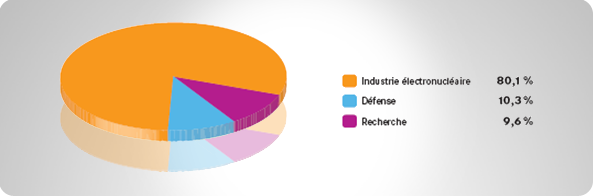 Industrie électronucléaire 80,1 %
Défense 10,3 %
Recherche 9,6 %